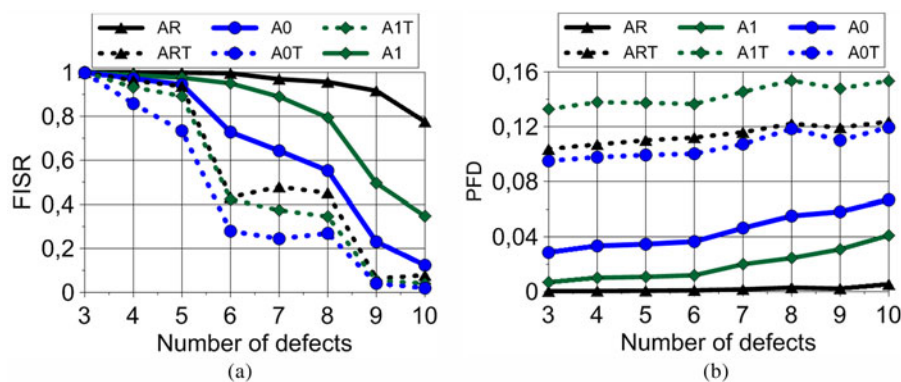 AR A0 A1T
ART A0T A1
FISR
1
0,8
0,6
0,4
0,2
0
3 4 5 6 7 8 9 10
Number of defects
(a)
AR A1 A0
ART A1T A0T
PFD
0,16
0,12
0.08
0.04
0
3 4 5 6 7 8 9 10
Number of defects
(b)